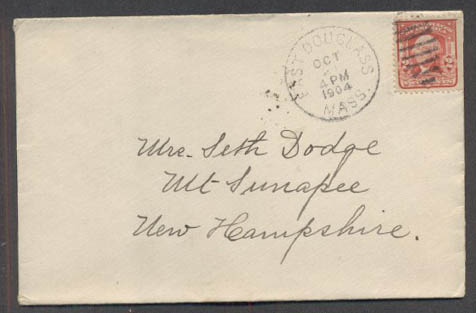 EAST DOUGLASS
OCT
4 PM
1904
MASS.
Mrs. Seth Dodge
Mt Sunapee
New Hampshire.